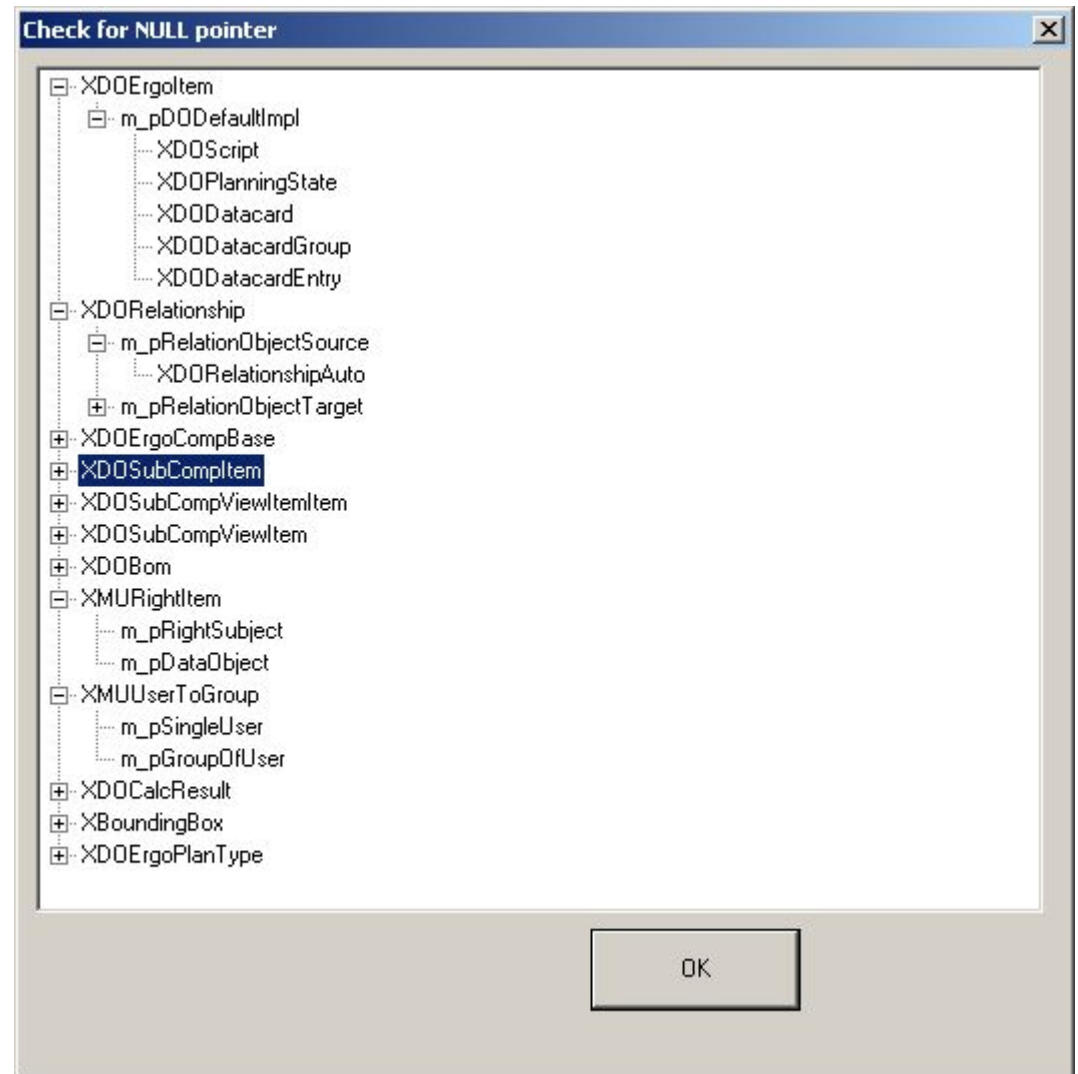 Check for NULL pointer
XDOErgoItem
m_pDODefaultImpl
XDOScript
XDOPlanningState
XDODatacard
XDODatacardGroup
XDODatacardEntry
XDORelationship
m_pRelationObjectSource
XDORelationshipAuto
m_pRelationObjectTarget
XDOErgoCompBase
XDOSubCompItem
XDOSubCompViewItemItem
XDOSubCompViewItem
XDOBom
XMURightItem
m_pRightSubject
m_pDataObject
XMUUserToGroup
m_pSingleUser
m_pGroupOfUser
XDOCalcResult
XBoundingBox
XDOErgoPlanType
OK